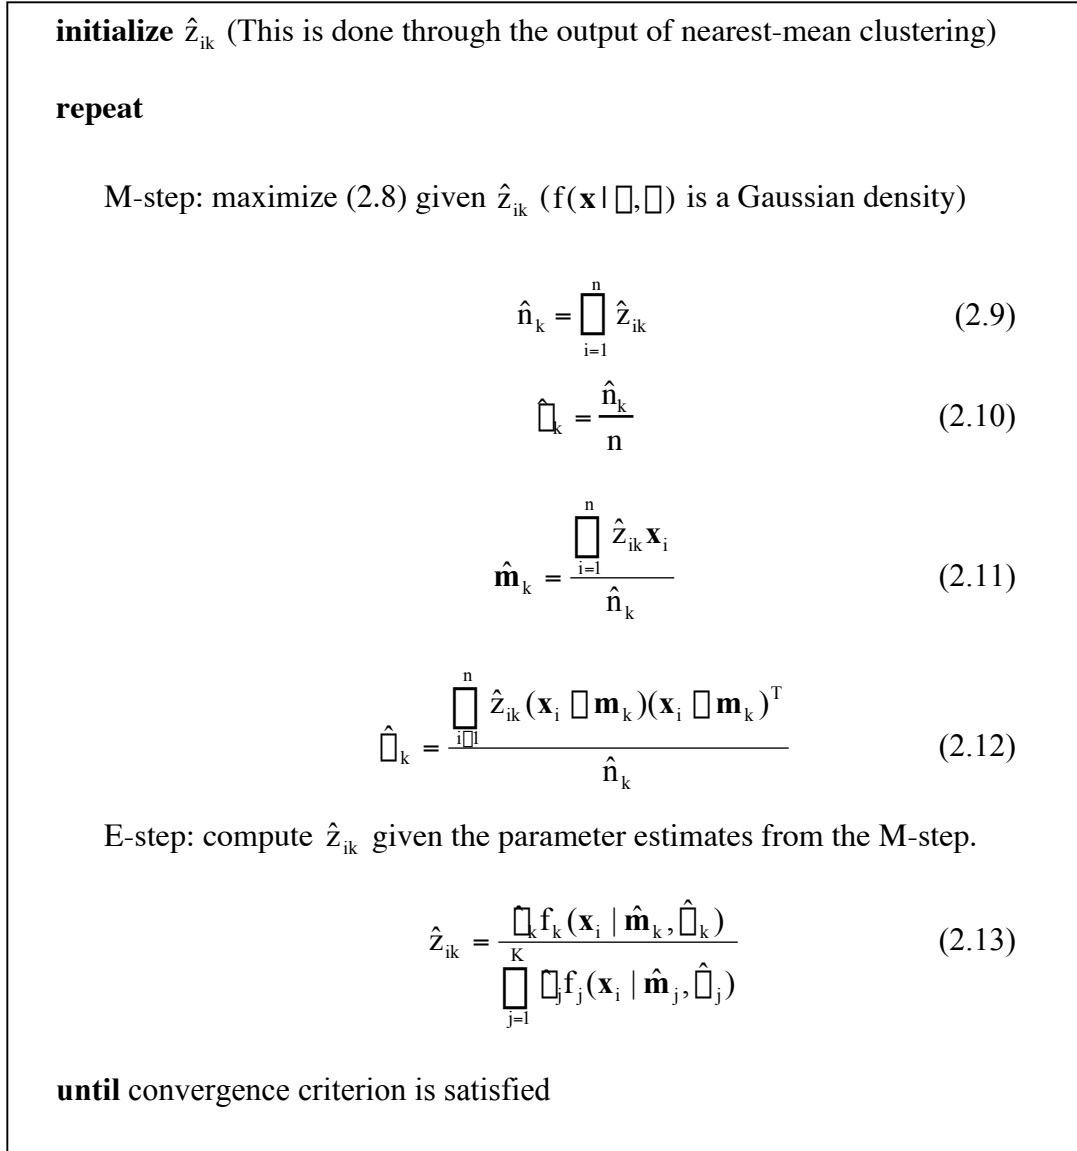 initialize ẑ_ik (This is done through the output of nearest-mean clustering)
repeat
M-step: maximize (2.8) given ẑ_ik (f(x|□,□) is a Gaussian density)
n̂_k = □_{i=1}^{n} ẑ_ik (2.9)
□̂_k = n̂_k / n (2.10)
m̂_k = □_{i=1}^{n} ẑ_ik x_i / n̂_k (2.11)
□̂_k = □_{i□1}^{n} ẑ_ik (x_i □ m_k)(x_i □ m_k)^T / n̂_k (2.12)
E-step: compute ẑ_ik given the parameter estimates from the M-step.
ẑ_ik = □̂_k f_k(x_i | m̂_k, □̂_k) / □_{j=1}^{K} □̂_j f_j(x_i | m̂_j, □̂_j) (2.13)
until convergence criterion is satisfied